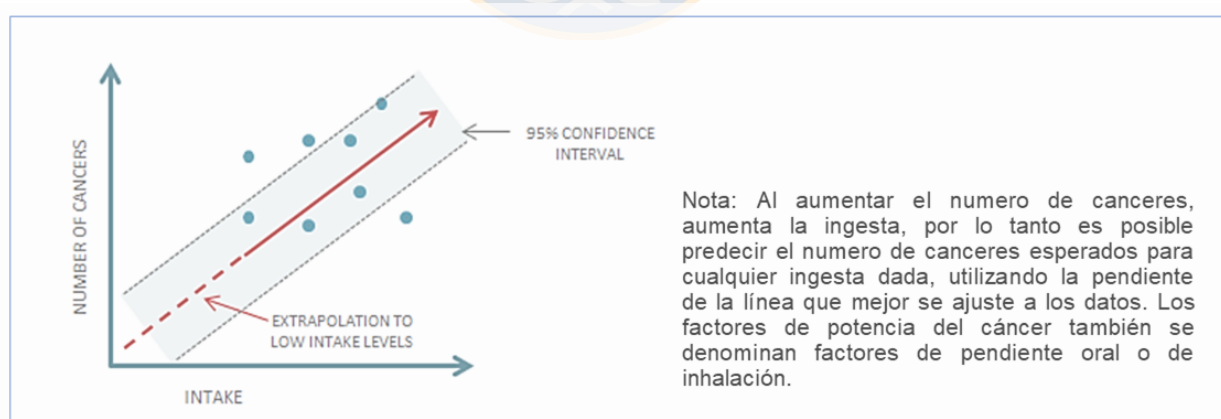 NUMBER OF CANCERS
95% CONFIDENCE
INTERVAL
EXTRAPOLATION TO
LOW INTAKE LEVELS
INTAKE
Nota: Al aumentar el numero de canceres,
aumenta la ingesta, por lo tanto es posible
predecir el numero de canceres esperados para
cualquier ingesta dada, utilizando la pendiente
de la línea que mejor se ajuste a los datos. Los
factores de potencia del cáncer también se
denominan factores de pendiente oral o de
inhalación.